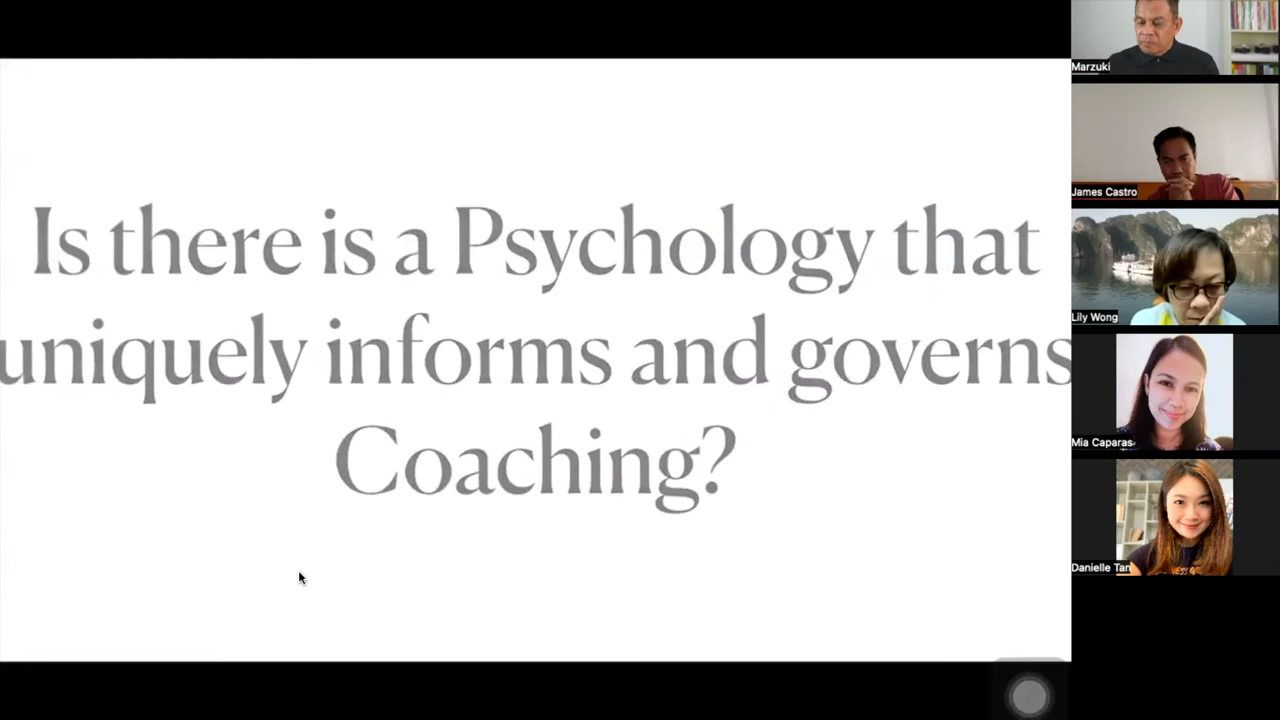 Is there is a Psychology that
uniquely informs and governs
Coaching?
Marzuki
James Castro
Lily Wong
Mia Caparas
Danielle Tan